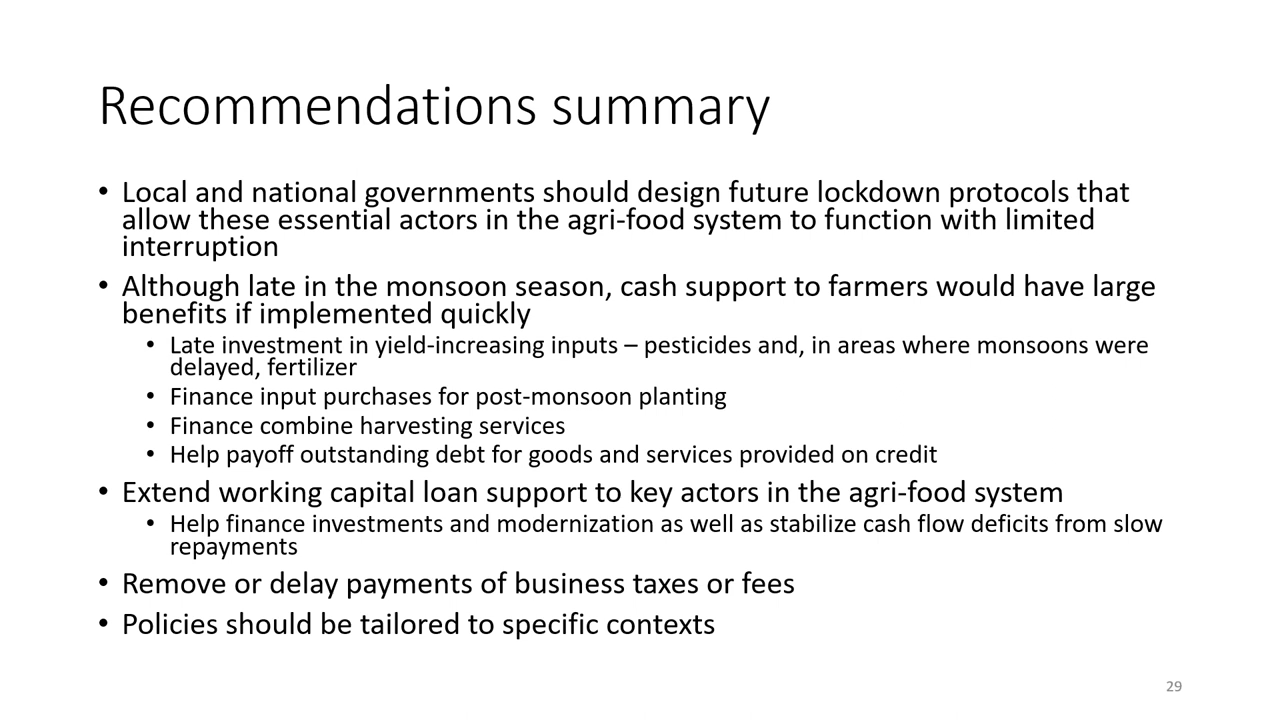 Recommendations summary
• Local and national governments should design future lockdown protocols that
allow these essential actors in the agri-food system to function with limited
interruption
• Although late in the monsoon season, cash support to farmers would have large
benefits if implemented quickly
• Late investment in yield-increasing inputs – pesticides and, in areas where monsoons were
delayed, fertilizer
• Finance input purchases for post-monsoon planting
• Finance combine harvesting services
• Help payoff outstanding debt for goods and services provided on credit
• Extend working capital loan support to key actors in the agri-food system
• Help finance investments and modernization as well as stabilize cash flow deficits from slow
repayments
• Remove or delay payments of business taxes or fees
• Policies should be tailored to specific contexts
29